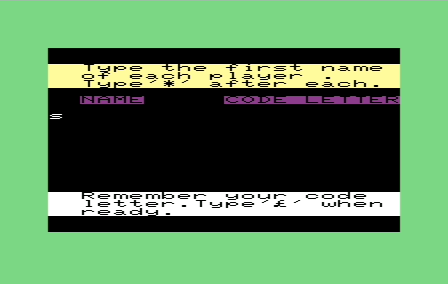 Type the first name
of each player .
Type'*' after each.
NAME CODE LETTER
s
Remember your code
letter.Type'£' when
ready.